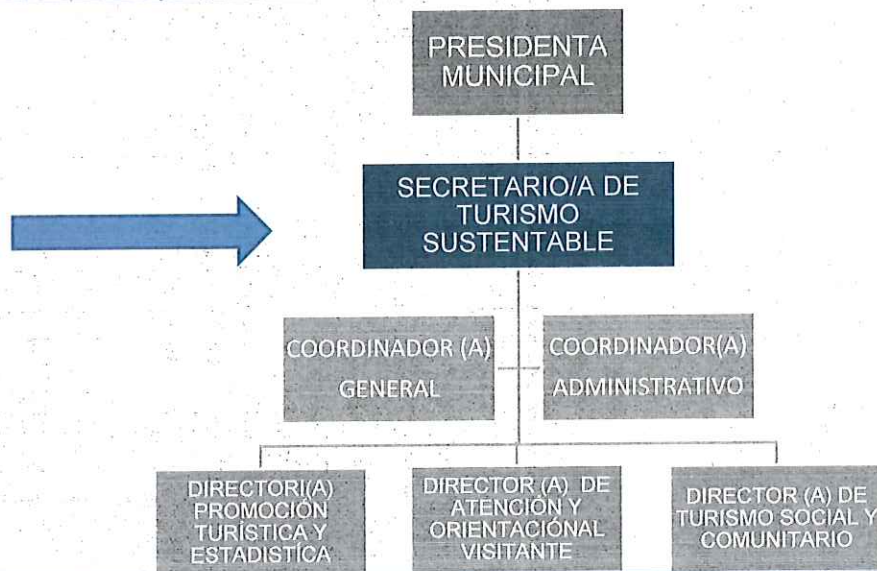 PRESIDENTA
MUNICIPAL
SECRETARIO/A DE
TURISMO
SUSTENTABLE
COORDINADOR (A)
GENERAL
COORDINADOR(A)
ADMINISTRATIVO
DIRECTORI(A)
PROMOCIÓN
TURÍSTICA Y
ESTADISTÍCA
DIRECTOR (A) DE
ATENCIÓN Y
ORIENTACIÓNAL
VISITANTE
DIRECTOR (A) DE
TURISMO SOCIAL Y
COMUNITARIO